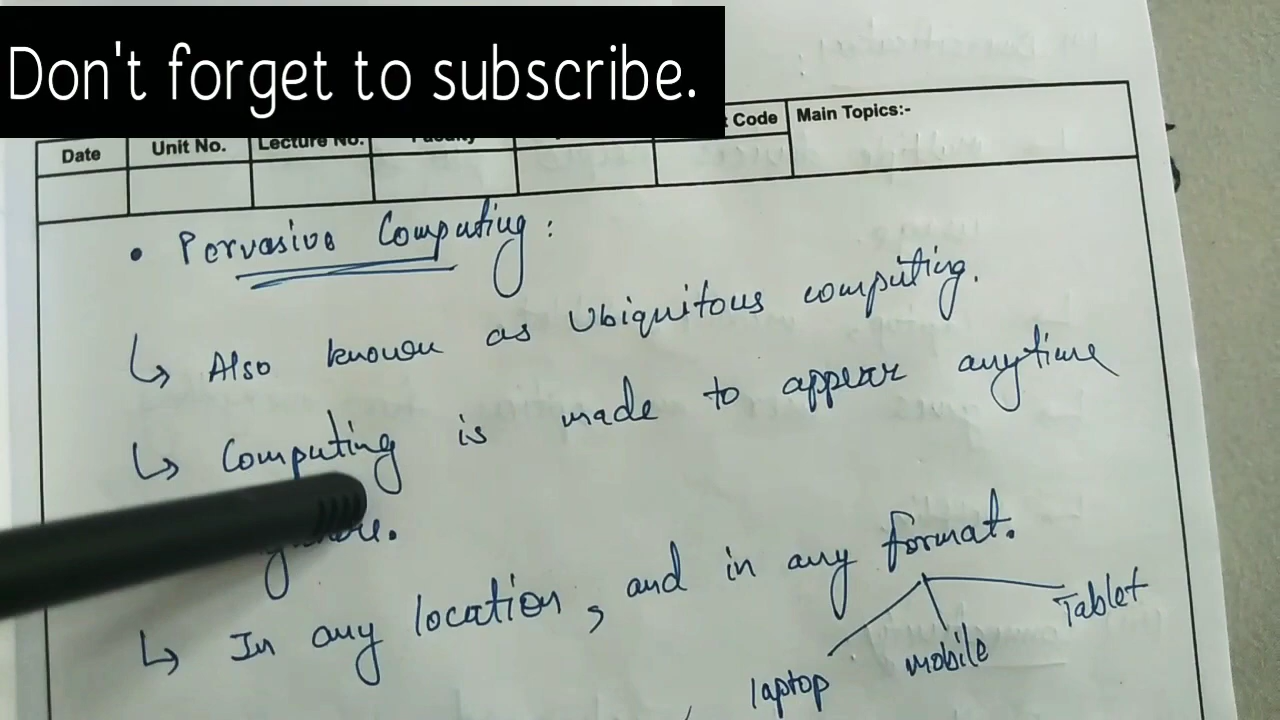 Don't forget to subscribe.
Date Unit No. Lecture No. Faculty Code Main Topics:-
• Pervasive Computing:
↳ Also known as Ubiquitous computing.
↳ Computing is made to appear anytime
↳ In any location, and in any format.
laptop mobile Tablet